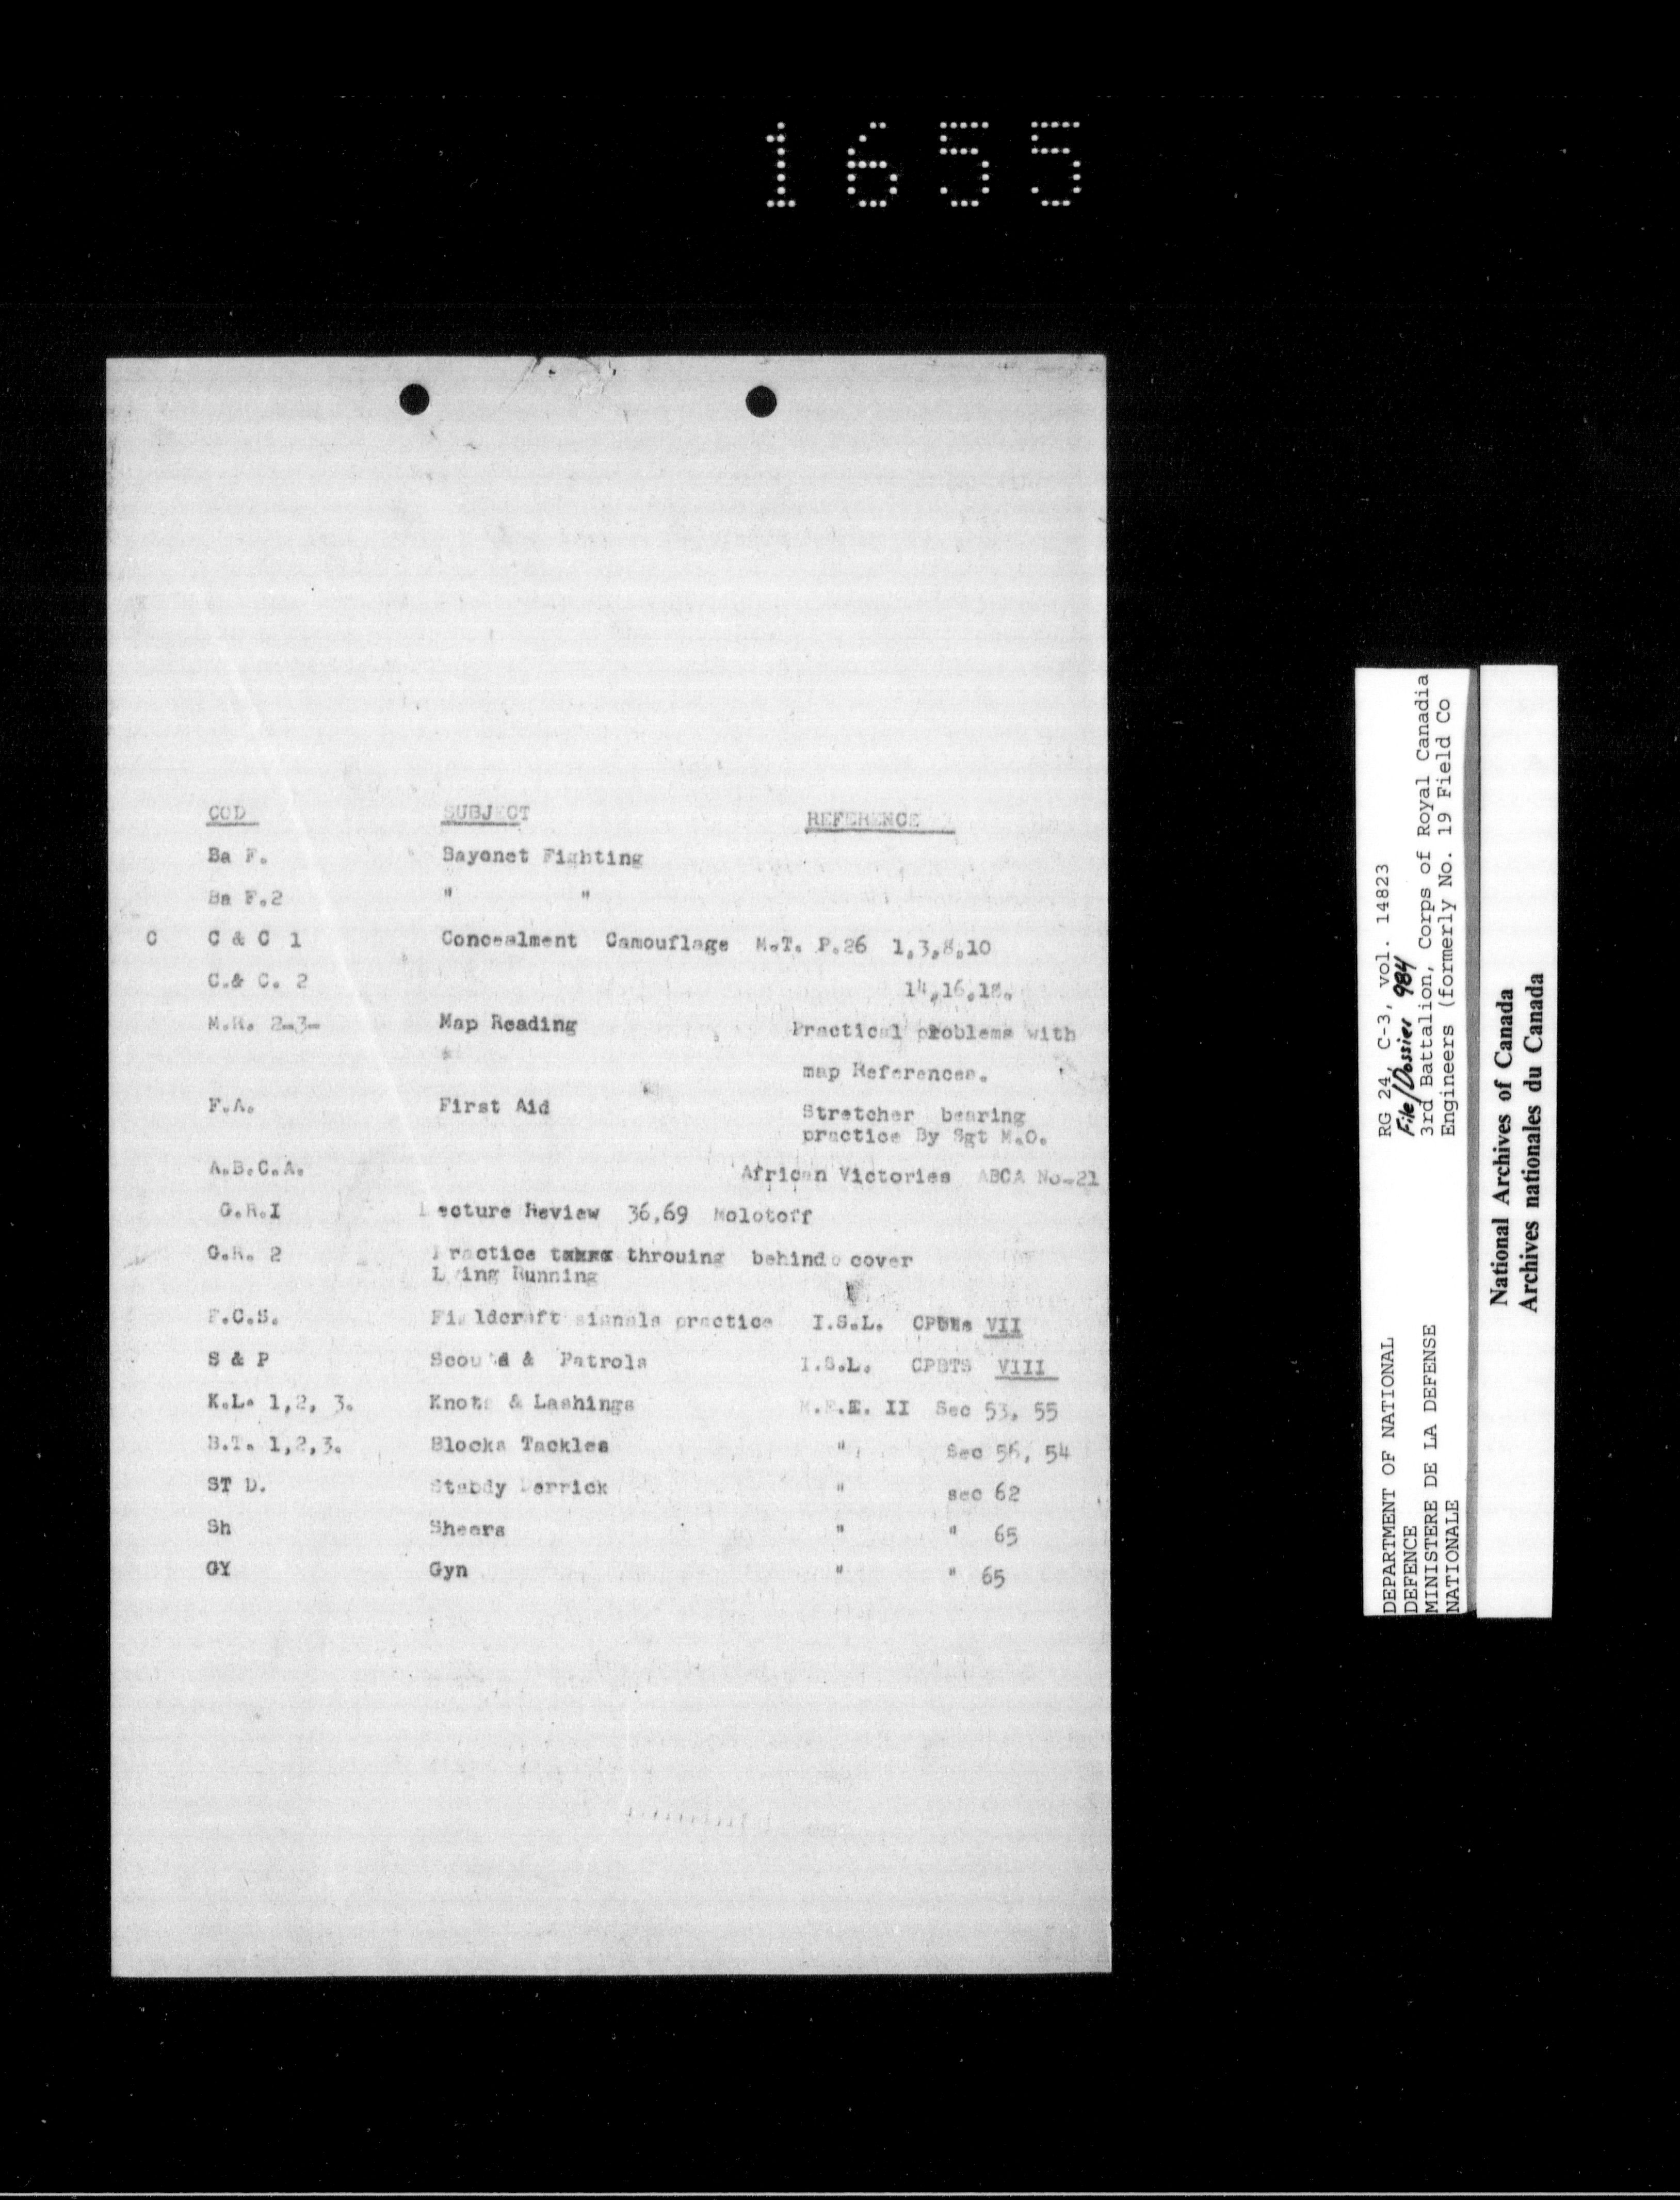 1655
COD SUBJECT REFERENCE
Ba F. Bayonet Fighting
Ba F.2 " "
C C & C 1 Concealment Camouflage M.T. P.26 1,3,8,10
C.& C. 2 14,16,18.
M.R. 2-3- Map Reading Practical problems with
map References.
F.A. First Aid Stretcher bearing
practice By Sgt M.O.
A.B.C.A. African Victories ABCA No-21
G.R.I Lecture Review 36,69 Molotoff
G.R. 2 Practice throuing behind cover
Lying Running
F.C.S. Fieldcraft signals practice I.S.L. VII
S & P Scouts & Patrols I.S.L. CPBTS VIII
K.L. 1,2, 3. Knots & Lashings M.E.E. II Sec 53, 55
B.T. 1,2,3. Blocks Tackles " Sec 56, 54
ST D. Standy Derrick " sec 62
Sh Sheers " " 65
GY Gyn " " 65
DEPARTMENT OF NATIONAL
DEFENCE
MINISTERE DE LA DEFENSE
NATIONALE
RG 24, C-3, vol. 14823
File/Dossier 984
3rd Battalion, Corps of Royal Canadia
Engineers (formerly No. 19 Field Co
National Archives of Canada
Archives nationales du Canada